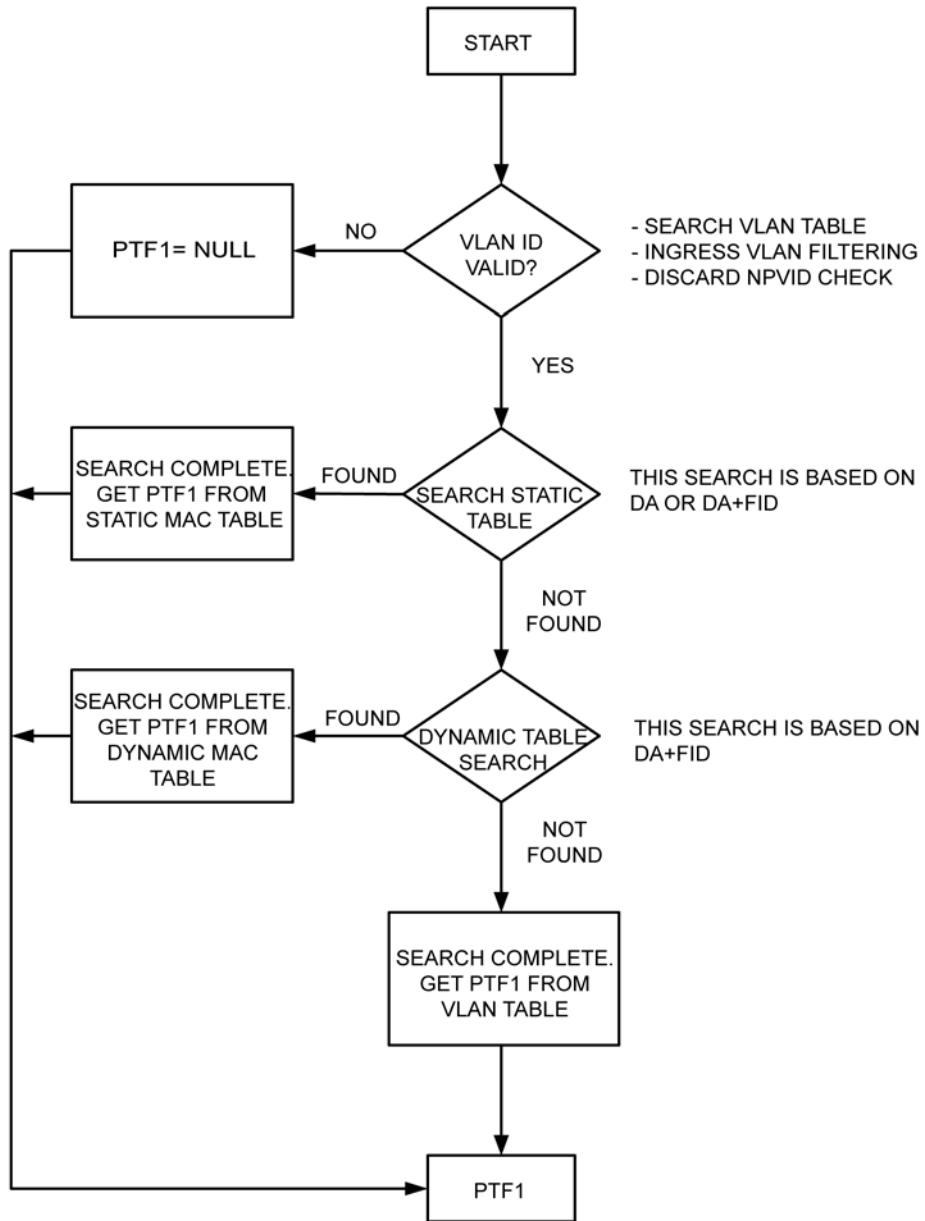 START
NO
PTF1= NULL
VLAN ID
VALID?
- SEARCH VLAN TABLE
- INGRESS VLAN FILTERING
- DISCARD NPVID CHECK
YES
SEARCH COMPLETE.
GET PTF1 FROM
STATIC MAC TABLE
FOUND
SEARCH STATIC
TABLE
THIS SEARCH IS BASED ON
DA OR DA+FID
NOT
FOUND
SEARCH COMPLETE.
GET PTF1 FROM
DYNAMIC MAC
TABLE
FOUND
DYNAMIC TABLE
SEARCH
THIS SEARCH IS BASED ON
DA+FID
NOT
FOUND
SEARCH COMPLETE.
GET PTF1 FROM
VLAN TABLE
PTF1